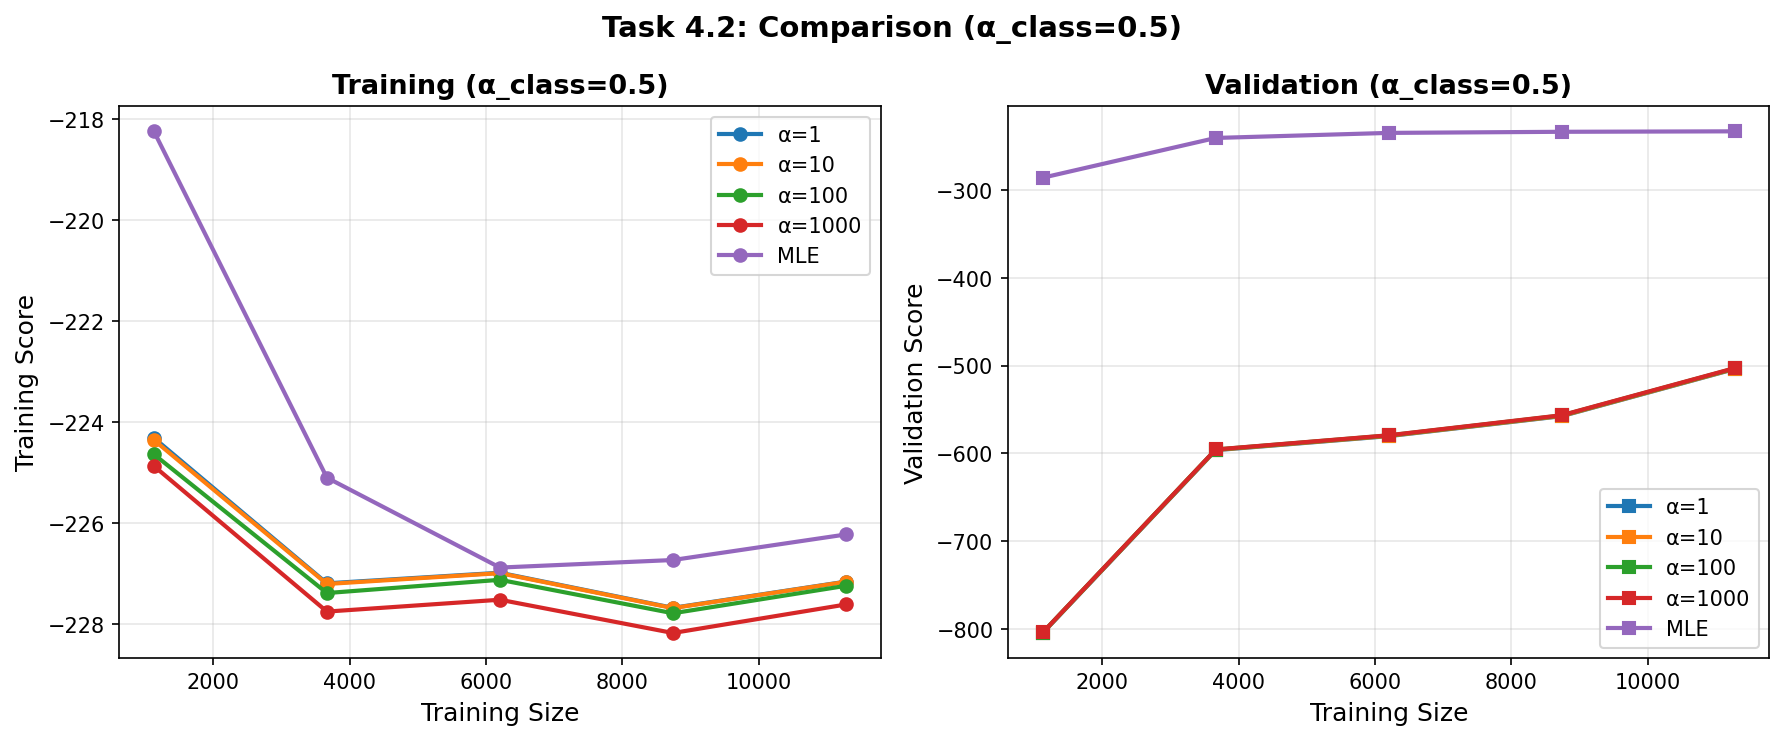 Task 4.2: Comparison (α_class=0.5)
Training (α_class=0.5)
−218
−220
−222
−224
−226
−228
Training Score
2000
4000
6000
8000
10000
Training Size
α=1
α=10
α=100
α=1000
MLE
Validation (α_class=0.5)
−300
−400
−500
−600
−700
−800
Validation Score
2000
4000
6000
8000
10000
Training Size
α=1
α=10
α=100
α=1000
MLE